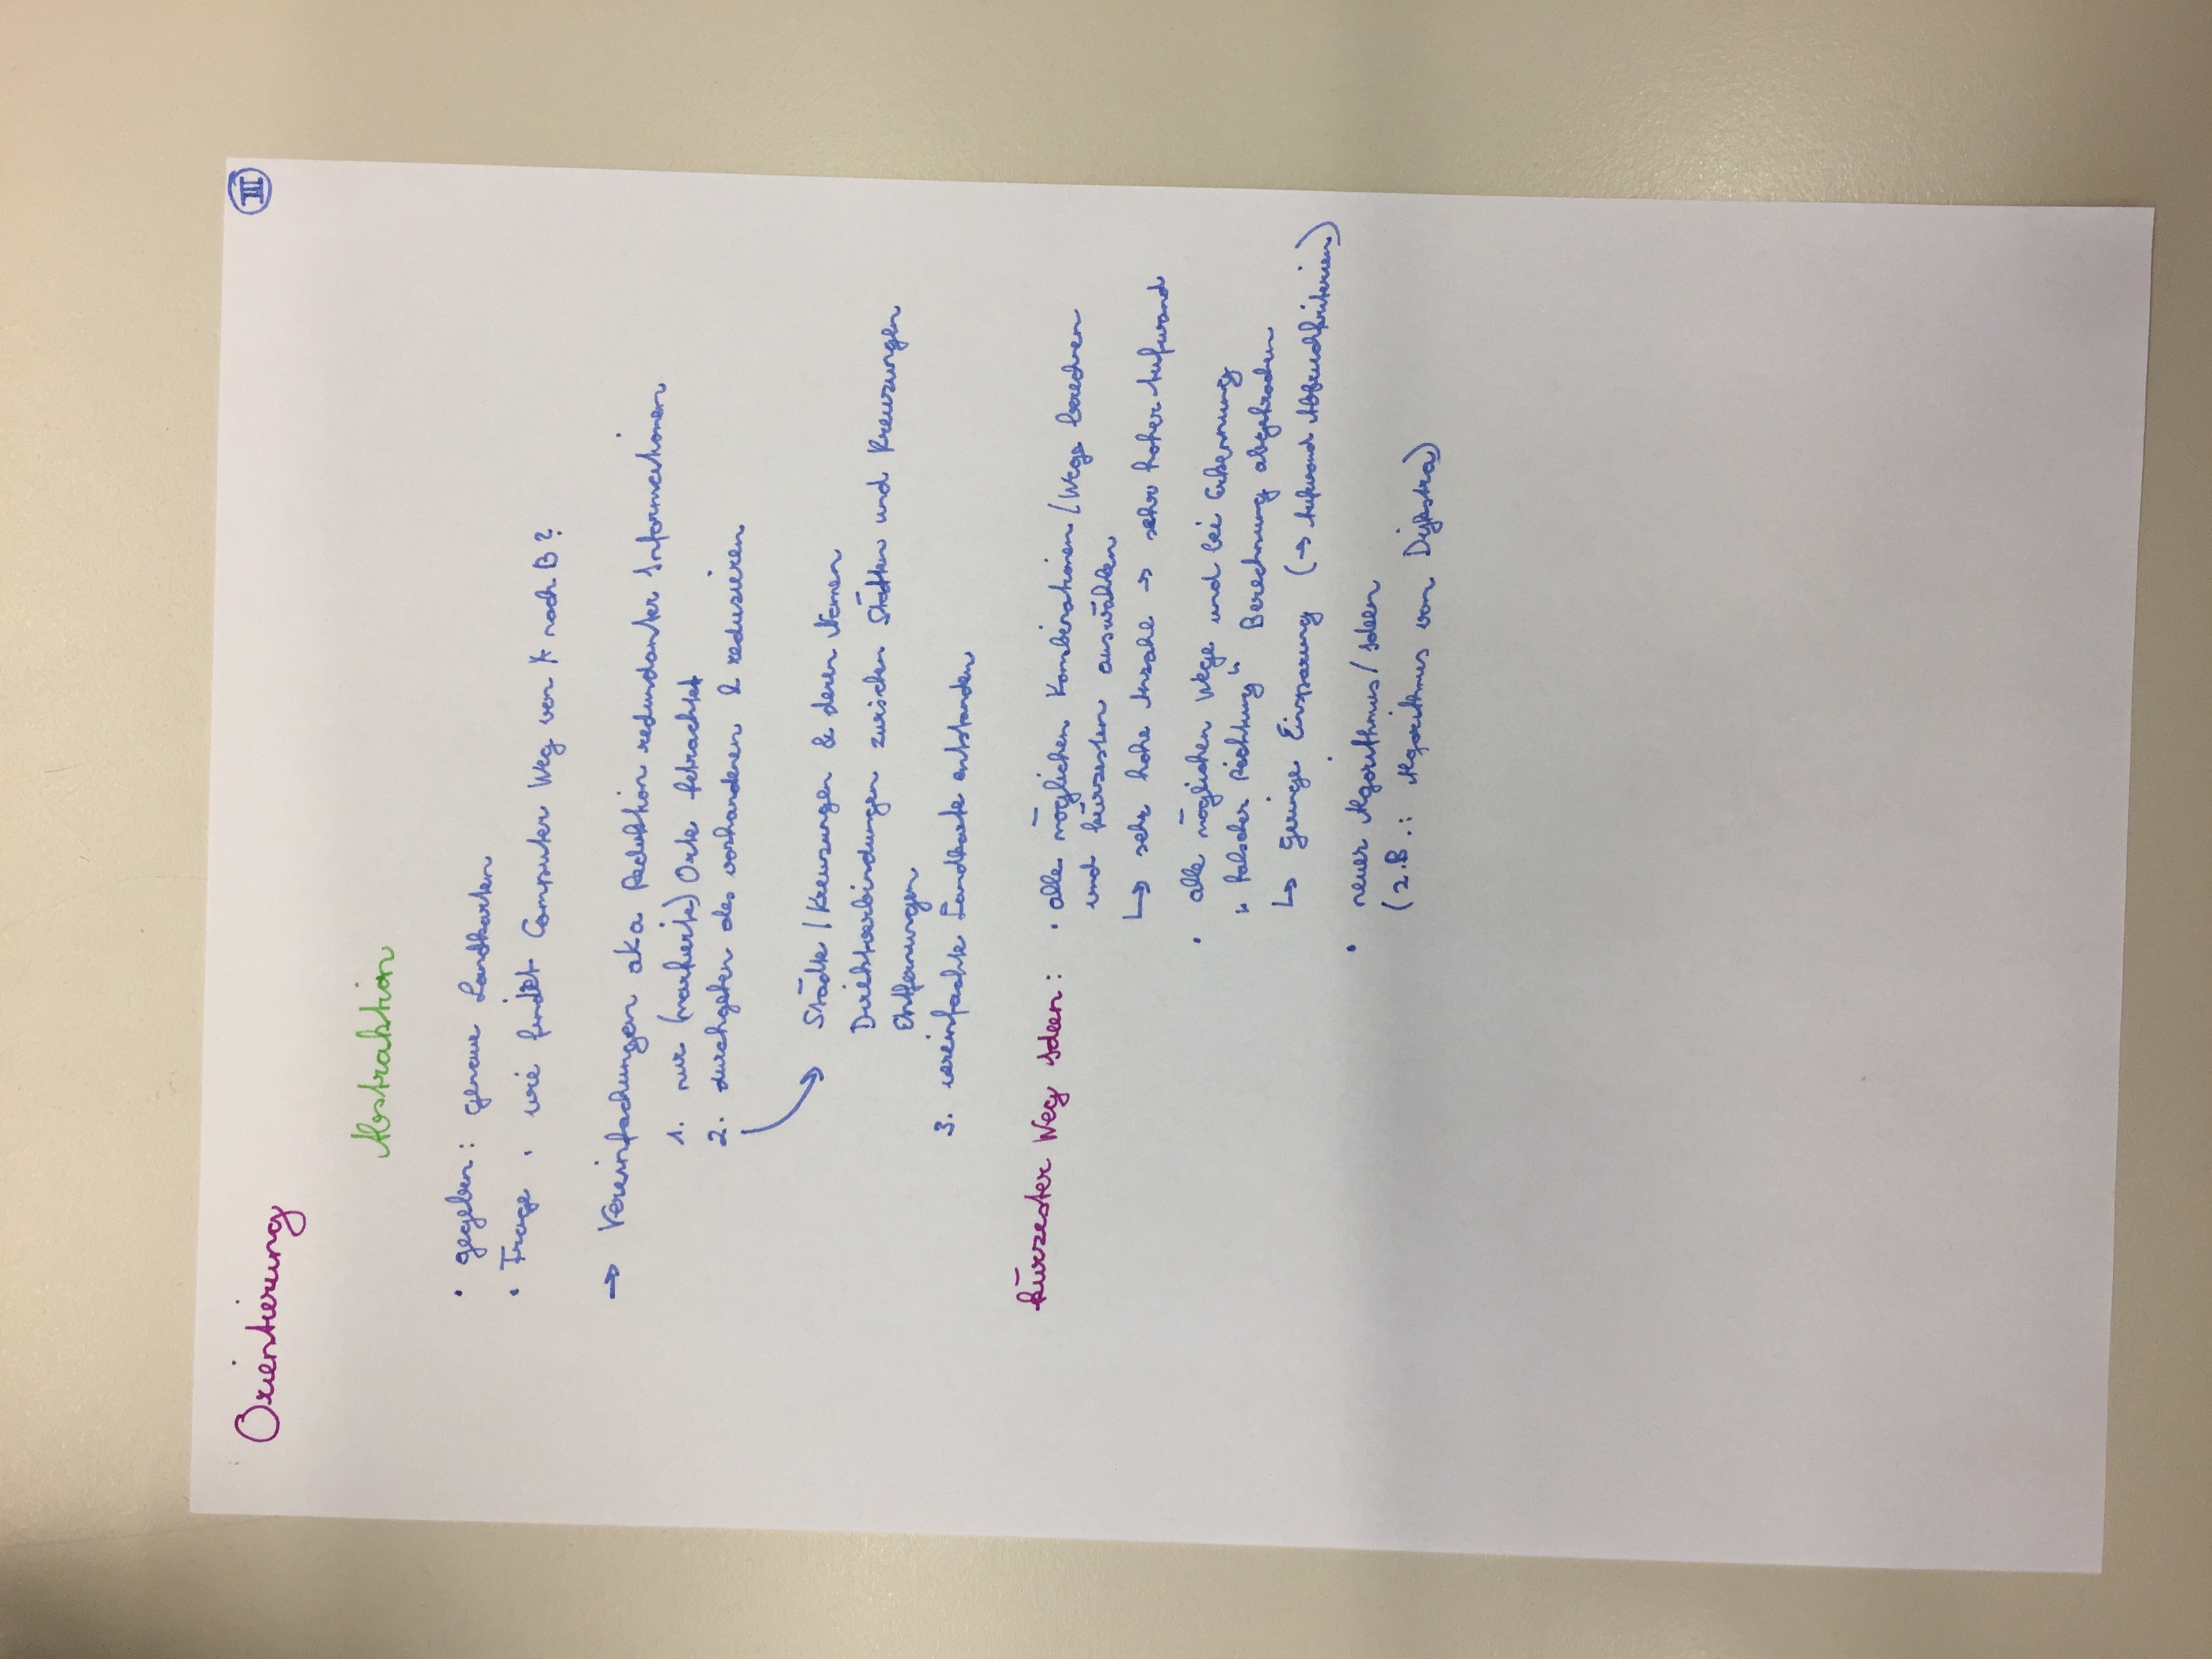 Orientierung
III
Abstraktion
• gegeben: genaue Landkarten
• Frage : wie findet Computer Weg von A nach B?
→ Vereinfachungen aka Reduktion redundanter Informationen
1. nur (markierte) Orte betrachtet
2. durchgehen des vorhandenen & reduzieren
Städte / Kreuzungen & deren Namen
Direktverbindungen zwischen Städten und Kreuzungen
Entfernungen
3. vereinfachte Landkarte entstanden
kürzester Weg Ideen: • alle möglichen Kombinationen / Wege berechnen
und kürzesten auswählen
↳ sehr hohe Anzahl → sehr hoher Aufwand
• alle möglichen Wege und bei Erkennung
"falscher Richtung" Berechnung abgebrochen
↳ geringe Einsparung (→ Aufwand Abbruchkriterien)
• neuer Algorithmus / Ideen
(z.B.: Algorithmus von Dijkstra)